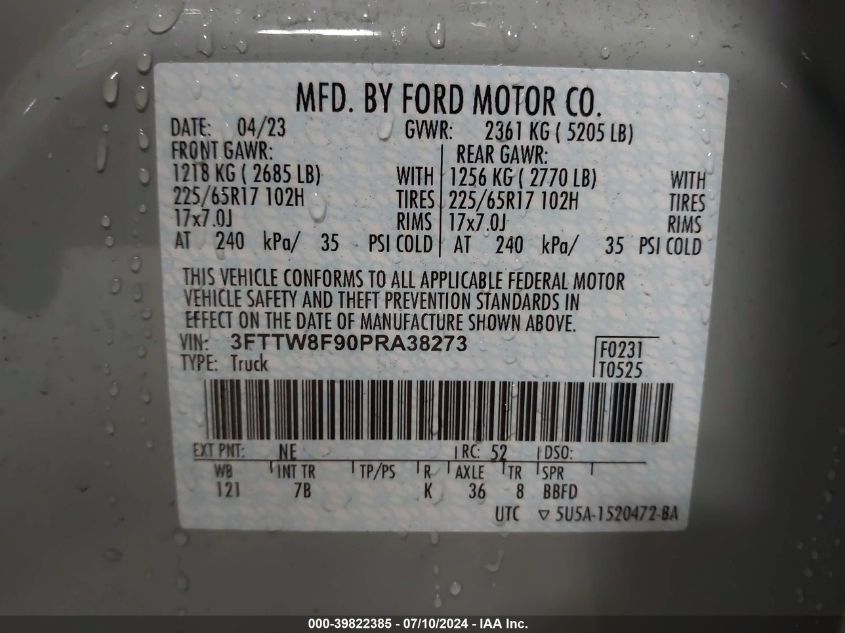 MFD. BY FORD MOTOR CO.
DATE: 04/23 GVWR: 2361 KG ( 5205 LB)
FRONT GAWR: REAR GAWR:
1218 KG ( 2685 LB) WITH 1256 KG ( 2770 LB) WITH
225/65R17 102H TIRES 225/65R17 102H TIRES
17x7.0J RIMS 17x7.0J RIMS
AT 240 kPa/ 35 PSI COLD AT 240 kPa/ 35 PSI COLD
THIS VEHICLE CONFORMS TO ALL APPLICABLE FEDERAL MOTOR
VEHICLE SAFETY AND THEFT PREVENTION STANDARDS IN
EFFECT ON THE DATE OF MANUFACTURE SHOWN ABOVE.
VIN: 3FTTW8F90PRA38273 F0231
TYPE: Truck T0525
EXT PNT: NE RC: 52 DSO:
WB INT TR TP/PS R AXLE TR SPR
121 7B K 36 8 BBFD
UTC ▽ 5U5A-1520472-BA
000-39822385 - 07/10/2024 - IAA Inc.